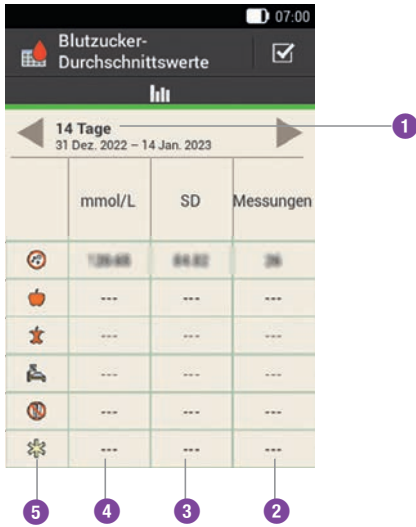 07:00
Blutzucker-
Durchschnittswerte
14 Tage
31 Dez. 2022 – 14 Jan. 2023
mmol/L SD Messungen
--- --- ---
--- --- ---
--- --- ---
--- --- ---
--- --- ---
1
5 4 3 2